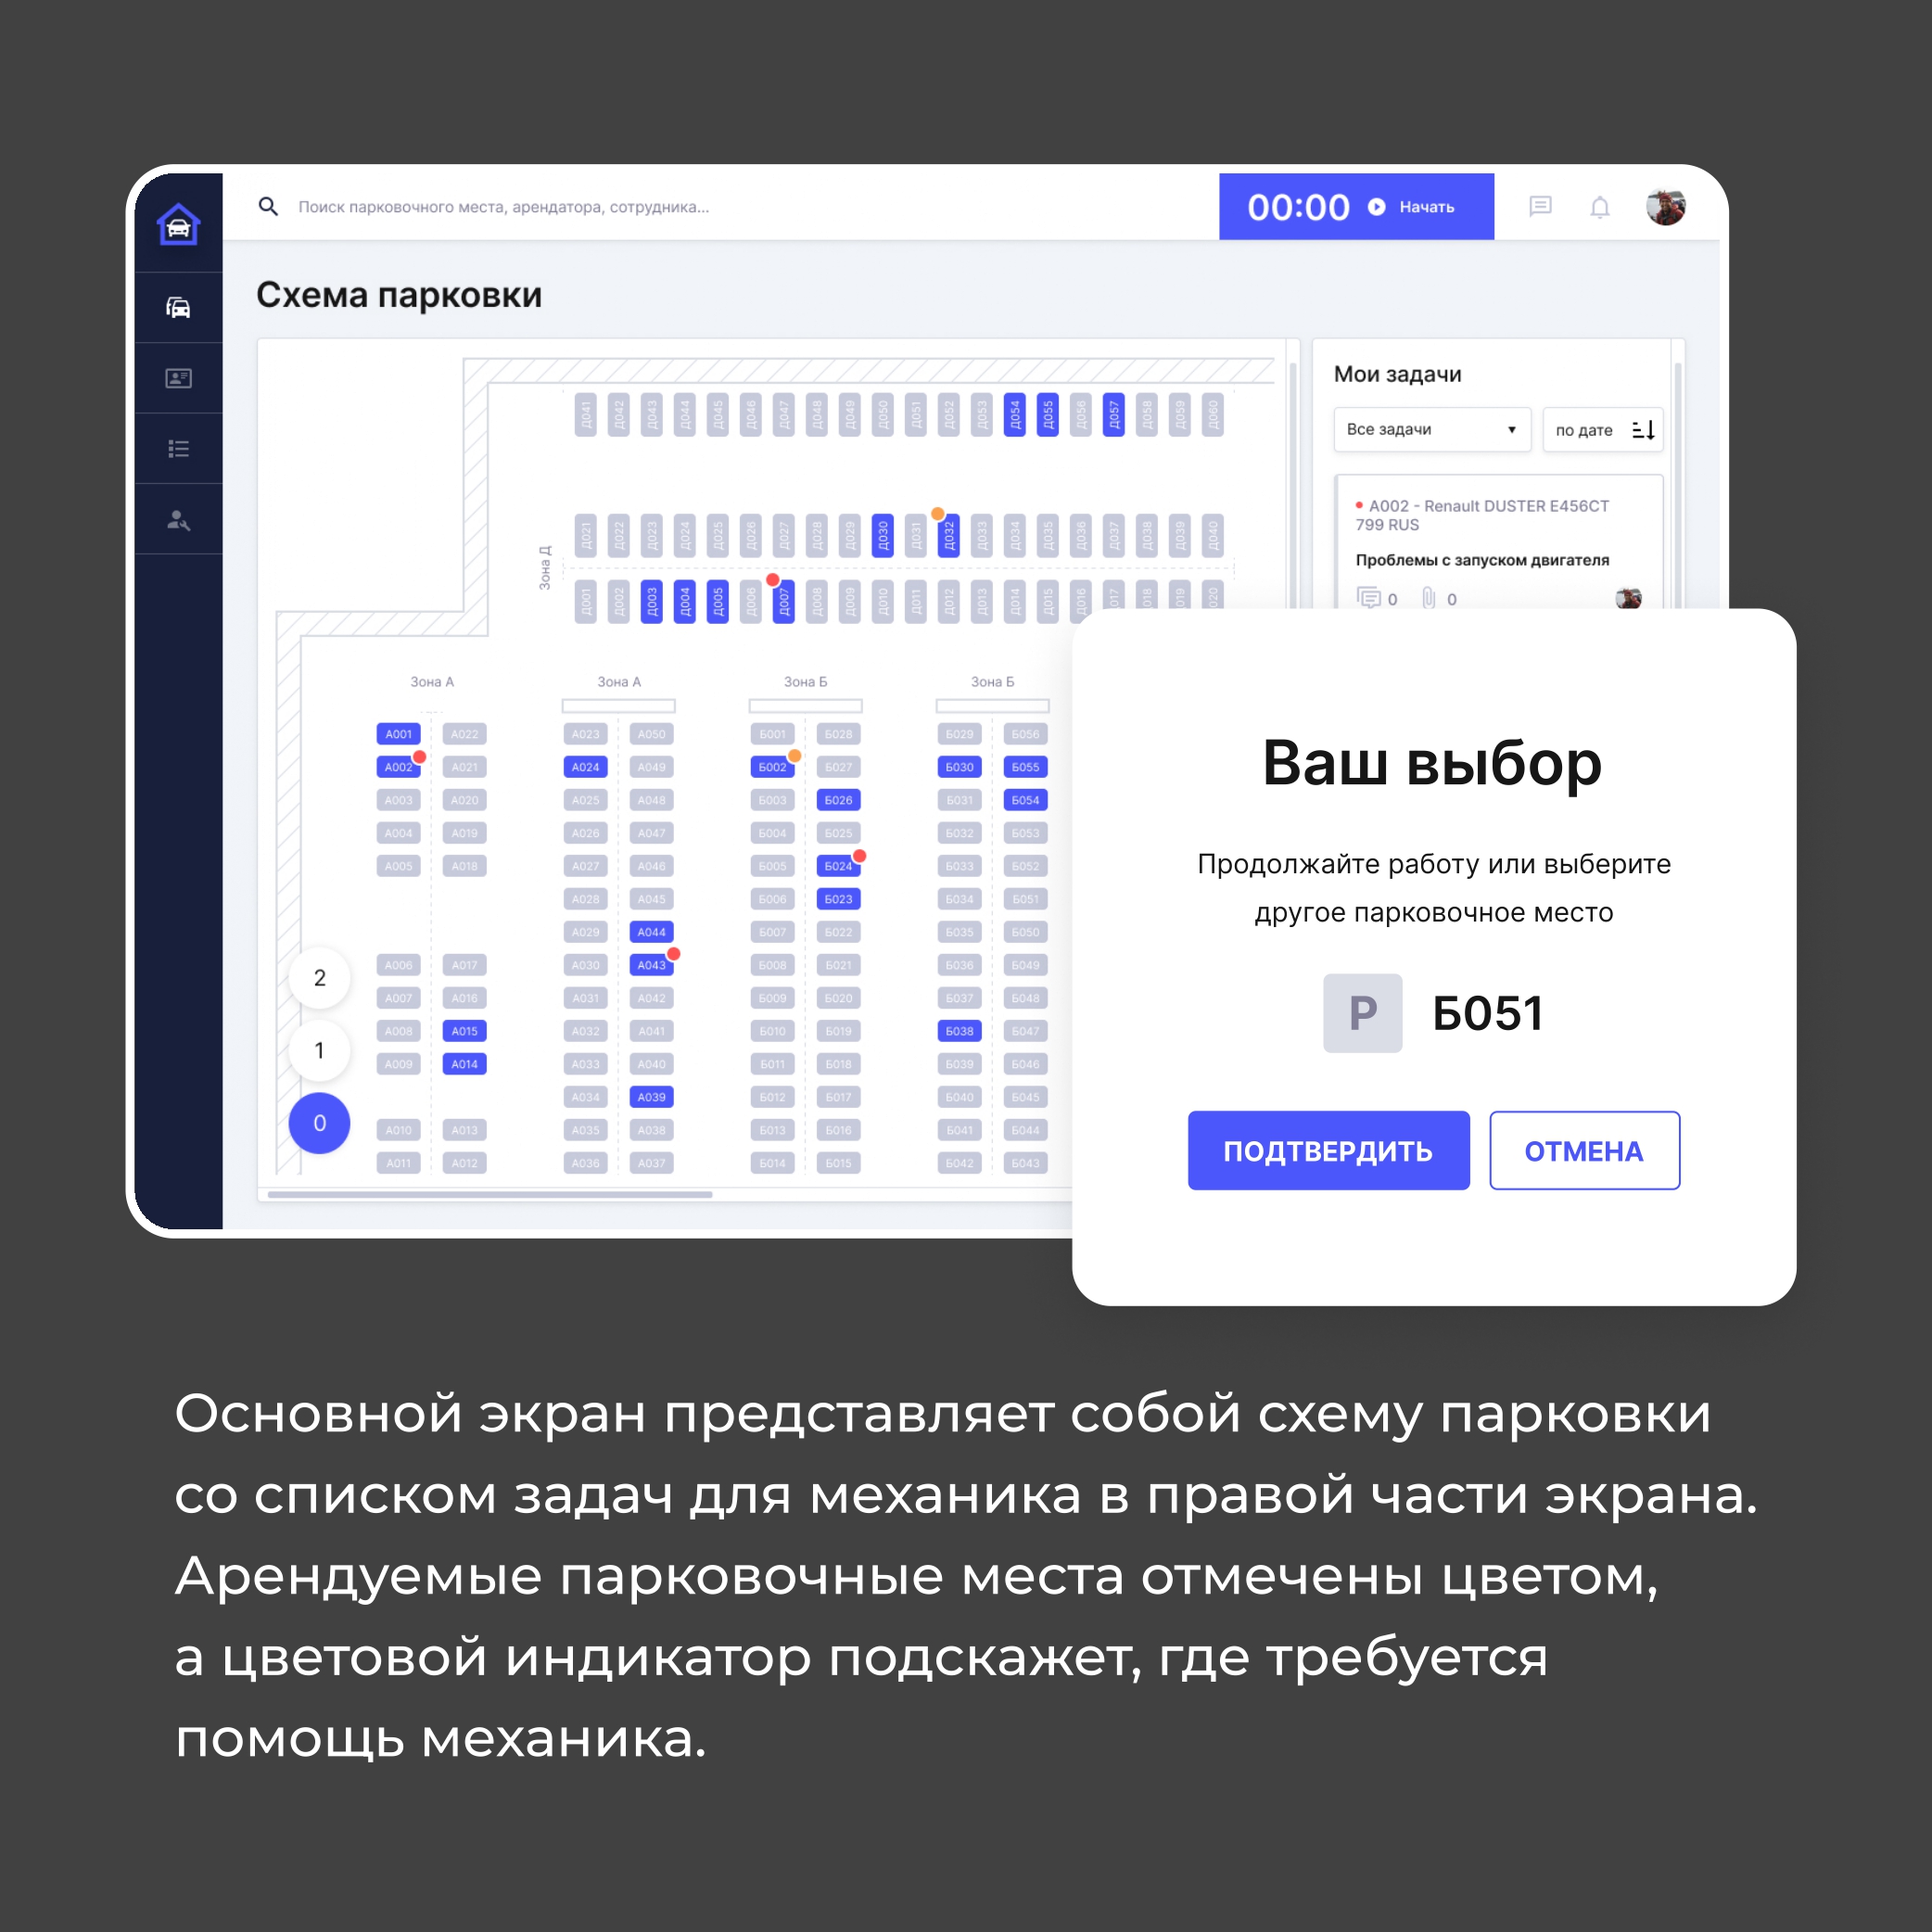 Поиск парковочного места, арендатора, сотрудника...
00:00 Начать
Схема парковки
Д041 Д042 Д043 Д044 Д045 Д046 Д047 Д048 Д049 Д050 Д051 Д052 Д053 Д054 Д055 Д056 Д057 Д058 Д059 Д060
Д021 Д022 Д023 Д024 Д025 Д026 Д027 Д028 Д029 Д030 Д031 Д032 Д033 Д034 Д035 Д036 Д037 Д038 Д039 Д040
Зона Д
Д001 Д002 Д003 Д004 Д005 Д006 Д007 Д008 Д009 Д010 Д011 Д012 Д013 Д014 Д015 Д016 Д017 018 019 020
Зона А Зона А Зона Б Зона Б
А001 А022 А023 А050 Б001 Б028 Б029 Б056
А002 А021 А024 А049 Б002 Б027 Б030 Б055
А003 А020 А025 А048 Б003 Б026 Б031 Б054
А004 А019 А026 А047 Б004 Б025 Б032 Б053
А005 А018 А027 А046 Б005 Б024 Б033 Б052
А028 А045 Б006 Б023 Б034 Б051
А029 А044 Б007 Б022 Б035 Б050
А006 А017 А030 А043 Б008 Б021 Б036 Б049
А007 А016 А031 А042 Б009 Б020 Б037 Б048
А008 А015 А032 А041 Б010 Б019 Б038 Б047
А009 А014 А033 А040 Б011 Б018 Б039 Б046
А034 А039 Б012 Б017 Б040 Б045
А010 А013 А035 А038 Б013 Б016 Б041 Б044
А011 А012 А036 А037 Б014 Б015 Б042 Б043
2
1
0
Мои задачи
Все задачи по дате
А002 - Renault DUSTER E456CT
799 RUS
Проблемы с запуском двигателя
0 0
Ваш выбор
Продолжайте работу или выберите
другое парковочное место
P Б051
ПОДТВЕРДИТЬ ОТМЕНА
Основной экран представляет собой схему парковки
со списком задач для механика в правой части экрана.
Арендуемые парковочные места отмечены цветом,
а цветовой индикатор подскажет, где требуется
помощь механика.